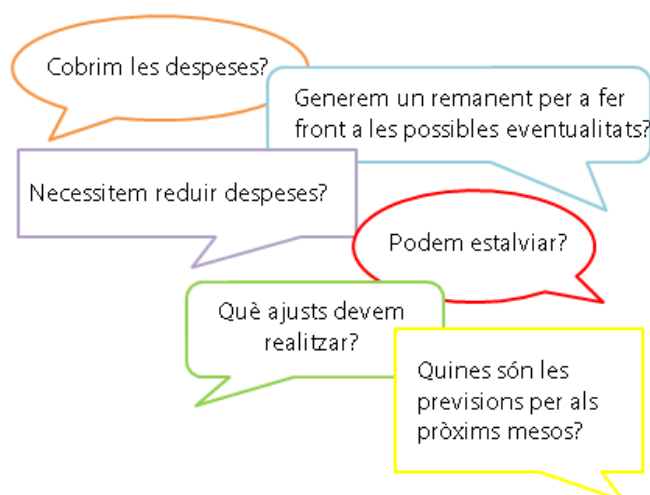 Cobrim les despeses?
Generem un remanent per a fer
front a les possibles eventualitats?
Necessitem reduir despeses?
Podem estalviar?
Què ajusts devem
realitzar?
Quines són les
previsions per als
pròxims mesos?